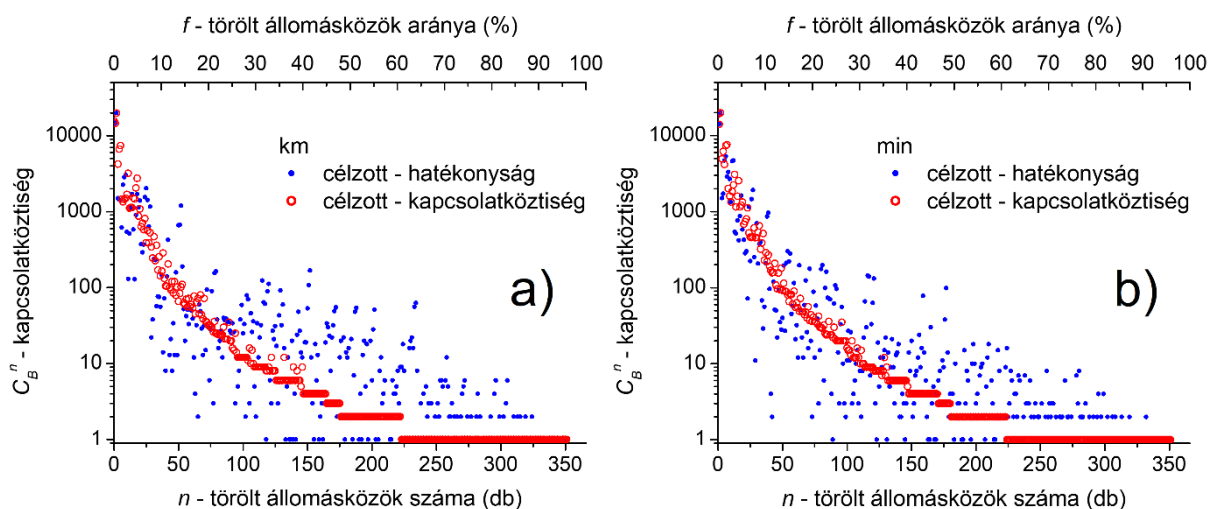 f - törölt állomásközök aránya (%)
0 10 20 30 40 50 60 70 80 90 100
10000
1000
100
10
1
C_B^n - kapcsolatköztiség
km
célzott - hatékonyság
célzott - kapcsolatköztiség
a)
0 50 100 150 200 250 300 350
n - törölt állomásközök száma (db)
f - törölt állomásközök aránya (%)
0 10 20 30 40 50 60 70 80 90 100
10000
1000
100
10
1
C_B^n - kapcsolatköztiség
min
célzott - hatékonyság
célzott - kapcsolatköztiség
b)
0 50 100 150 200 250 300 350
n - törölt állomásközök száma (db)